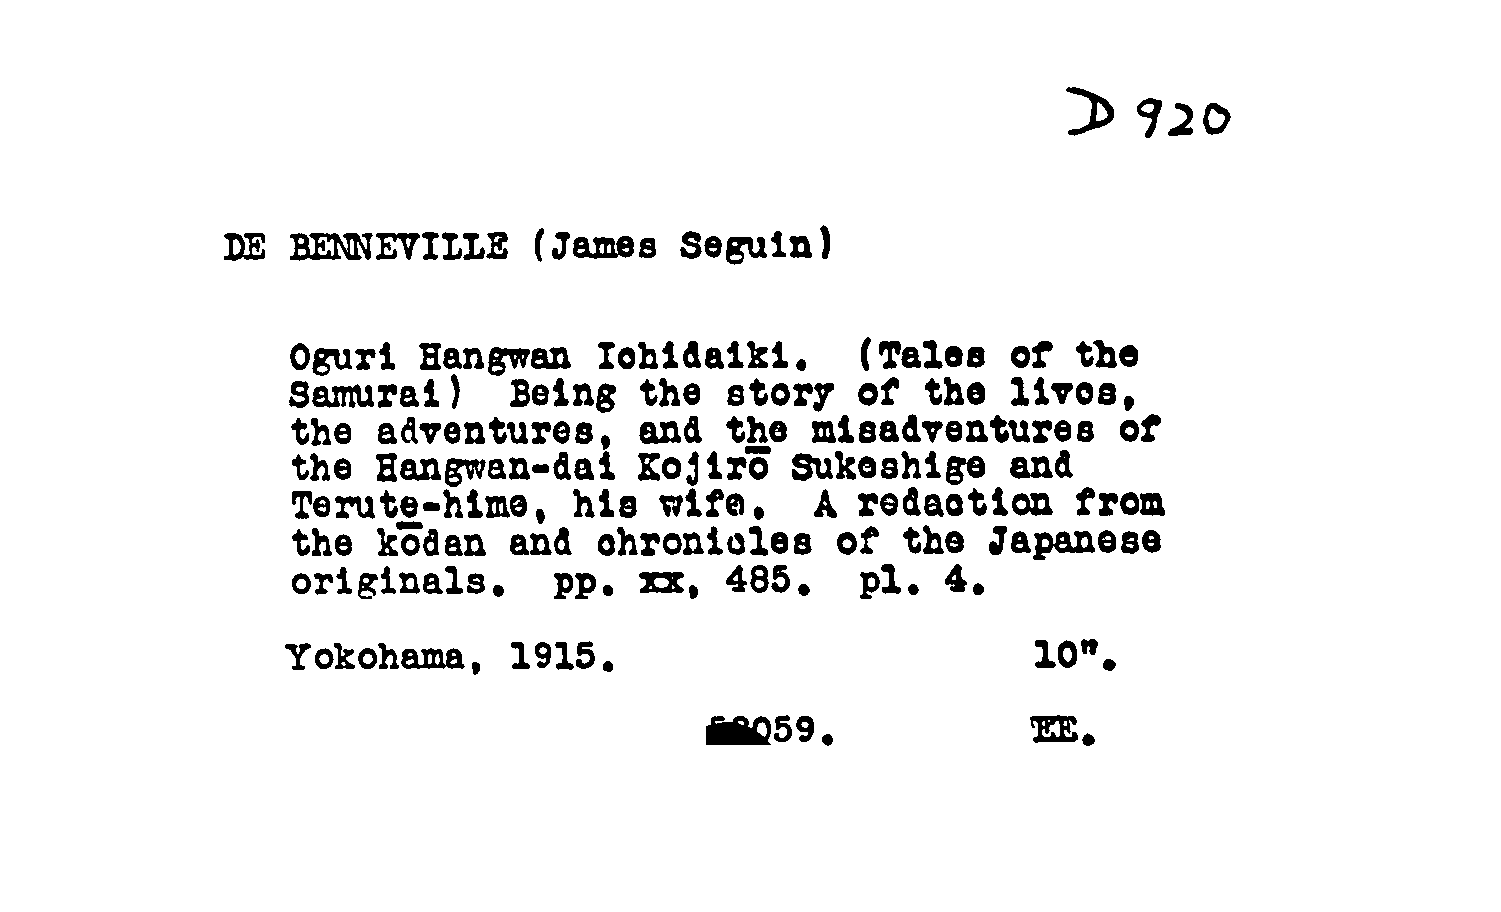 D 920
DE BENNEVILLE (James Seguin)
Oguri Hangwan Ichidaiki. (Tales of the
Samurai) Being the story of the lives,
the adventures, and the misadventures of
the Hangwan-dai Kojirō Sukeshige and
Terute-hime, his wife. A redaction from
the kōdan and chronicles of the Japanese
originals. pp. xx, 485. pl. 4.
Yokohama, 1915. 10".
EE.